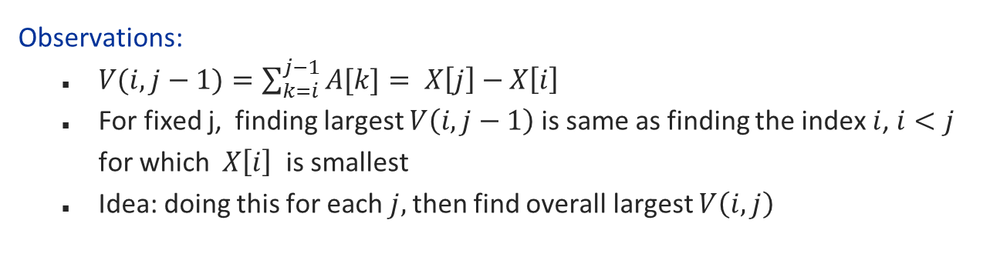 Observations:
▪ V(i, j − 1) = ∑_{k=i}^{j−1} A[k] = X[j] − X[i]
▪ For fixed j, finding largest V(i, j − 1) is same as finding the index i, i < j
for which X[i] is smallest
▪ Idea: doing this for each j, then find overall largest V(i, j)